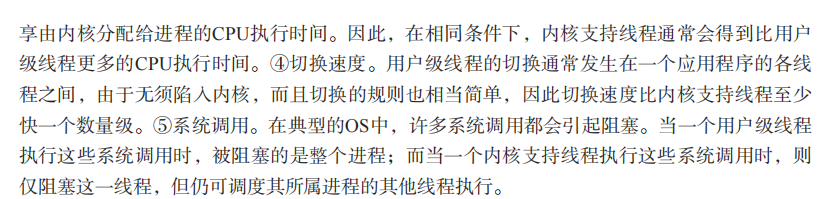 享由内核分配给进程的CPU执行时间。因此，在相同条件下，内核支持线程通常会得到比用户
级线程更多的CPU执行时间。④切换速度。用户级线程的切换通常发生在一个应用程序的各线
程之间，由于无须陷入内核，而且切换的规则也相当简单，因此切换速度比内核支持线程至少
快一个数量级。⑤系统调用。在典型的OS中，许多系统调用都会引起阻塞。当一个用户级线程
执行这些系统调用时，被阻塞的是整个进程；而当一个内核支持线程执行这些系统调用时，则
仅阻塞这一线程，但仍可调度其所属进程的其他线程执行。